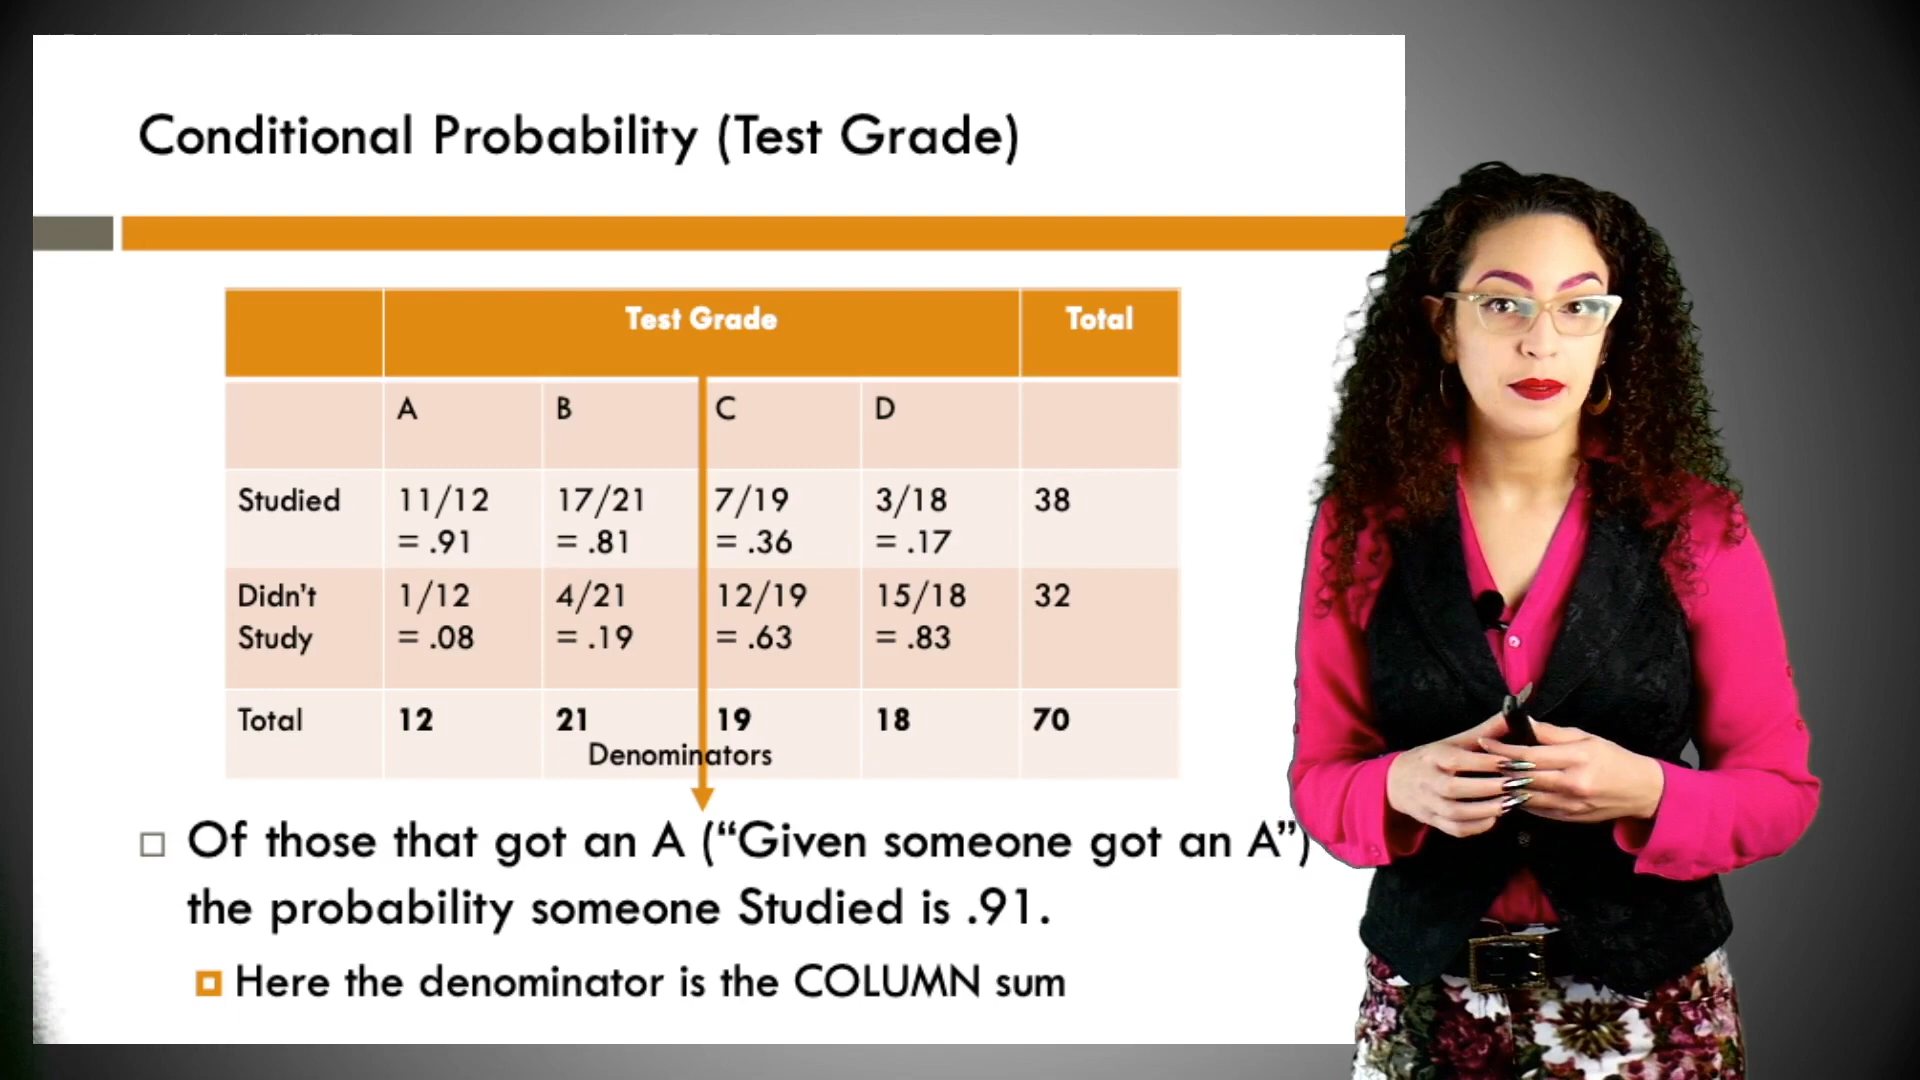 Conditional Probability (Test Grade)
Test Grade Total
A B C D
Studied 11/12 17/21 7/19 3/18 38
= .91 = .81 = .36 = .17
Didn't 1/12 4/21 12/19 15/18 32
Study = .08 = .19 = .63 = .83
Total 12 21 19 18 70
Denominators
Of those that got an A (“Given someone got an A”)
the probability someone Studied is .91.
Here the denominator is the COLUMN sum